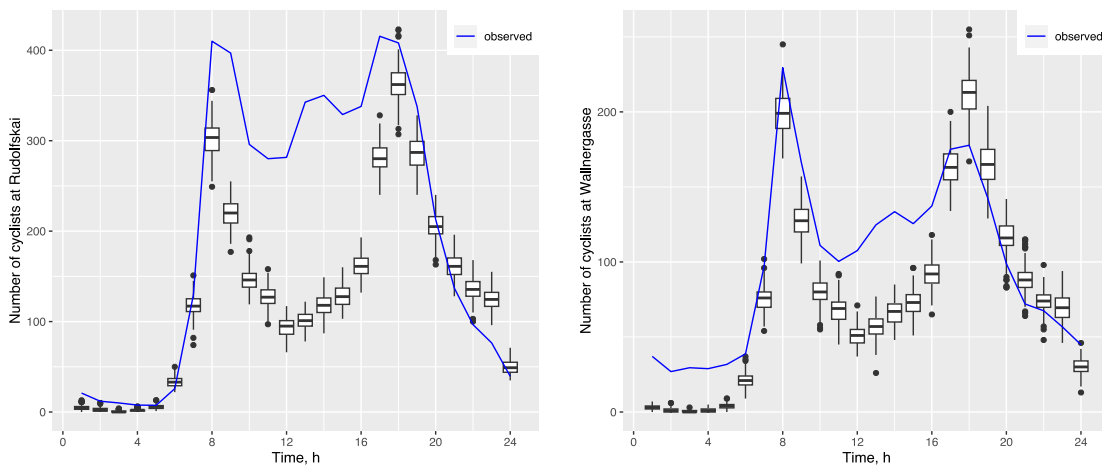 Number of cyclists at Rudolfskai
400
300
200
100
0
0 4 8 12 16 20 24
Time, h
observed
Number of cyclists at Wallnergasse
200
100
0
0 4 8 12 16 20 24
Time, h
observed